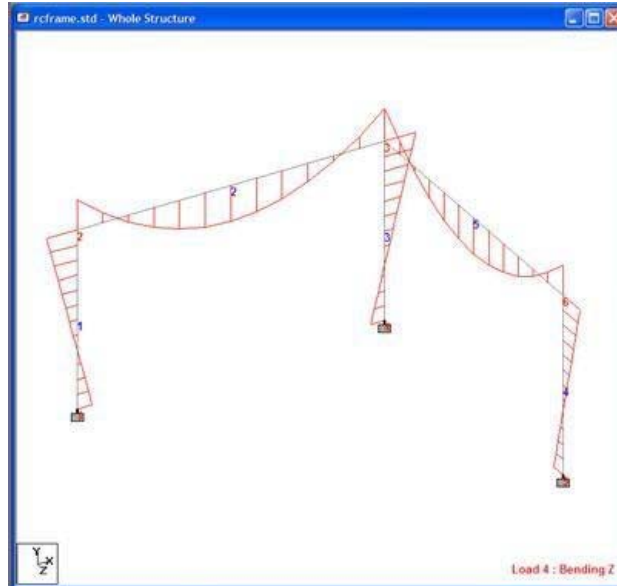 rcframe.std - Whole Structure
3
2
5
2
3
6
1
4
Y
X
Z
Load 4 : Bending Z